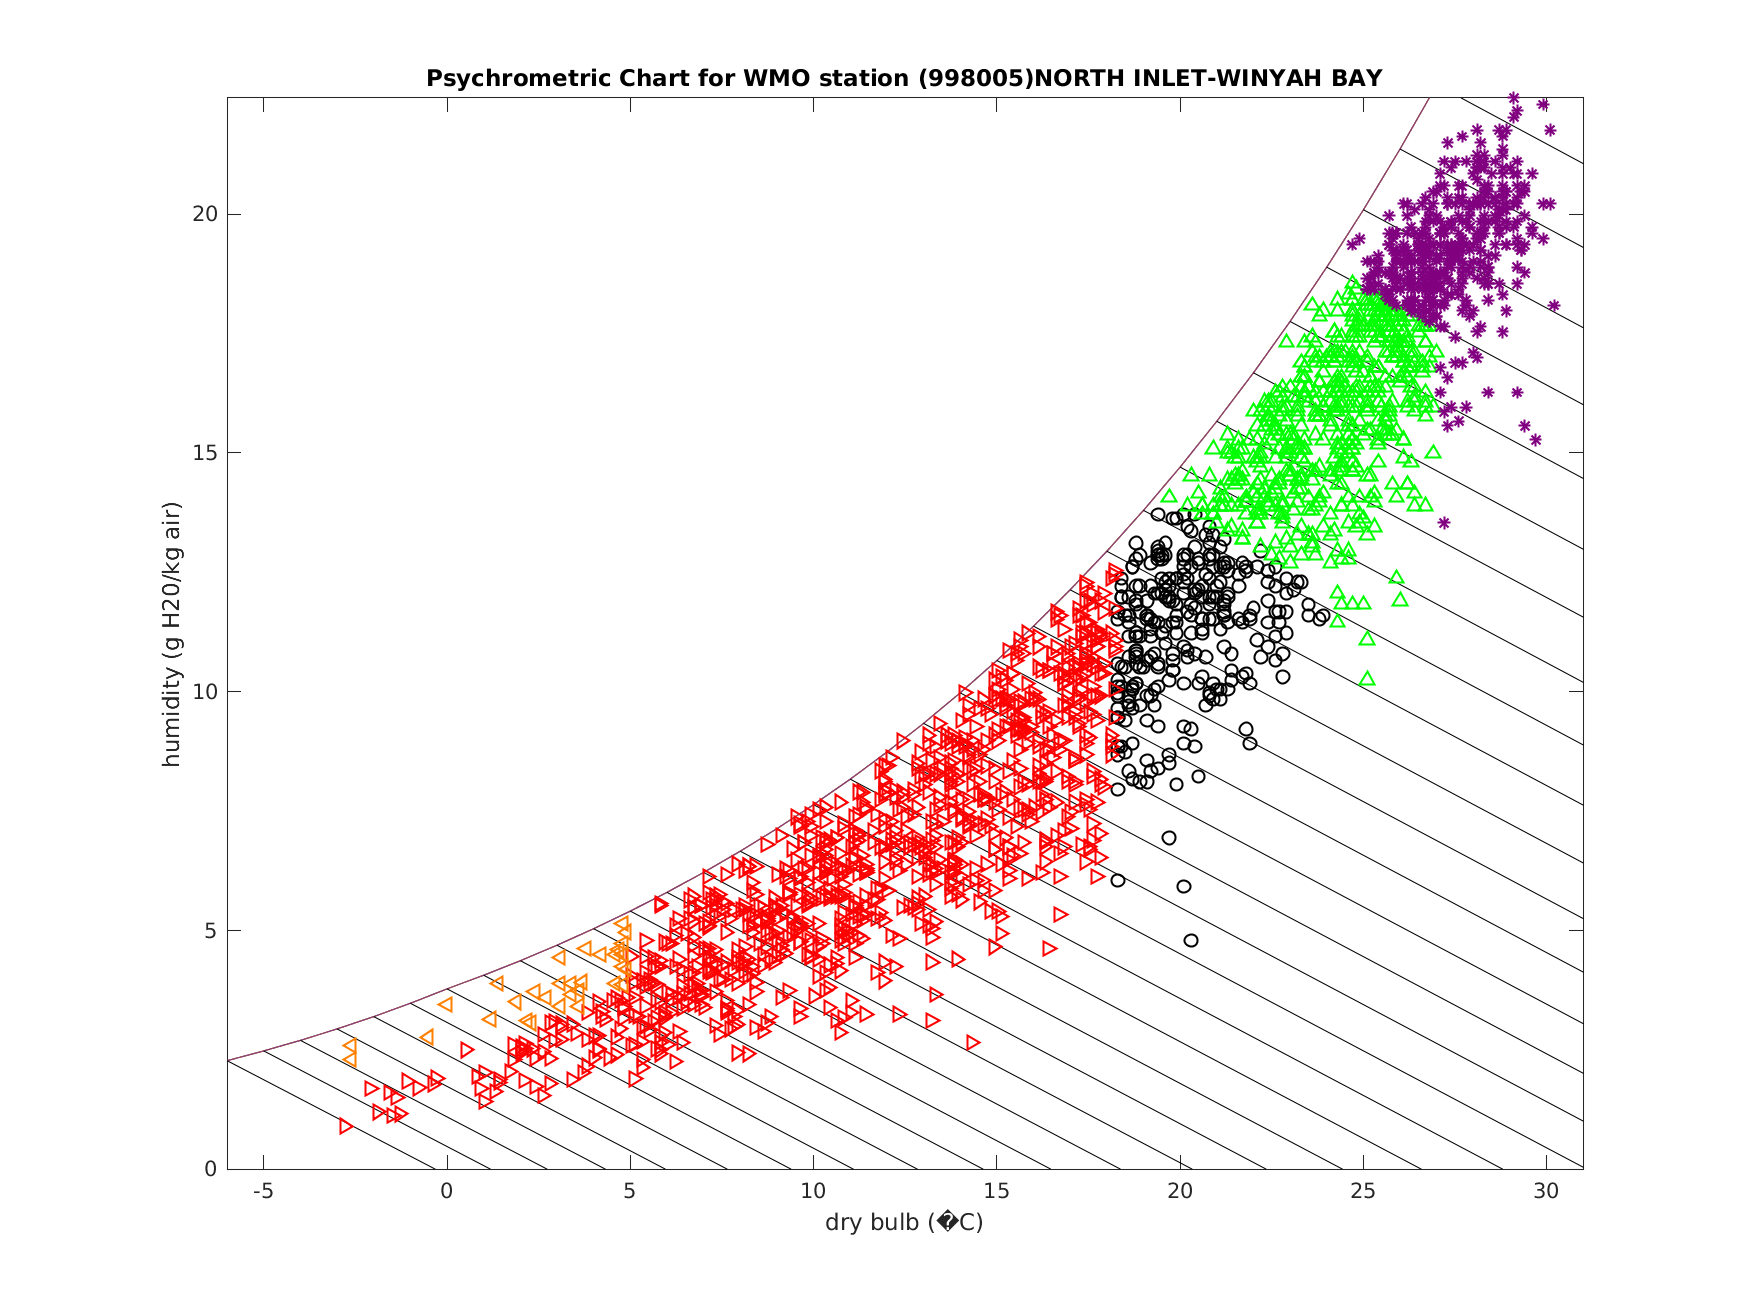 Psychrometric Chart for WMO station (998005)NORTH INLET-WINYAH BAY
humidity (g H20/kg air)
20
15
10
5
0
-5 0 5 10 15 20 25 30
dry bulb (�C)